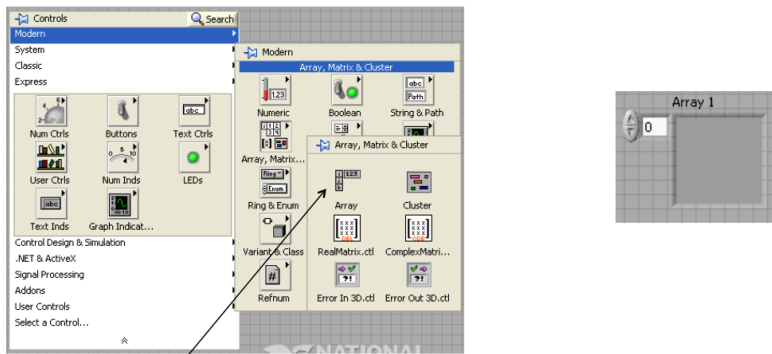 Controls
Search
Modern
System
Classic
Express
Num Ctrls
Buttons
Text Ctrls
User Ctrls
Num Inds
LEDs
Text Inds
Graph Indicat...
Control Design & Simulation
.NET & ActiveX
Signal Processing
Addons
User Controls
Select a Control...
Modern
Array, Matrix & Cluster
Numeric
Boolean
String & Path
Array, Matrix...
Ring & Enum
Variant & Class
Refnum
Array, Matrix & Cluster
Array
Cluster
RealMatrix.ctl
ComplexMatri...
Error In 3D.ctl
Error Out 3D.ctl
NATIONAL
Array 1
0